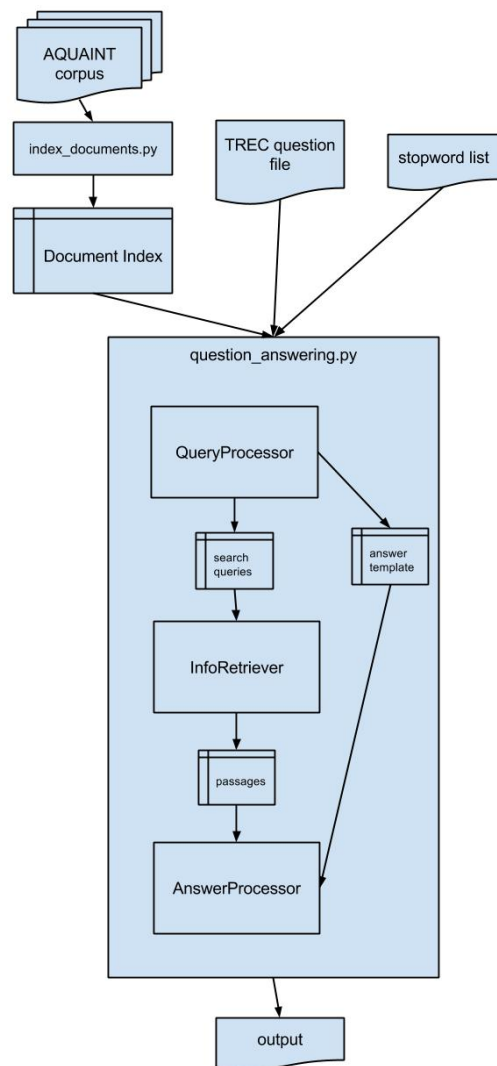 AQUAINT
corpus
index_documents.py
Document Index
TREC question
file
stopword list
question_answering.py
QueryProcessor
search
queries
answer
template
InfoRetriever
passages
AnswerProcessor
output